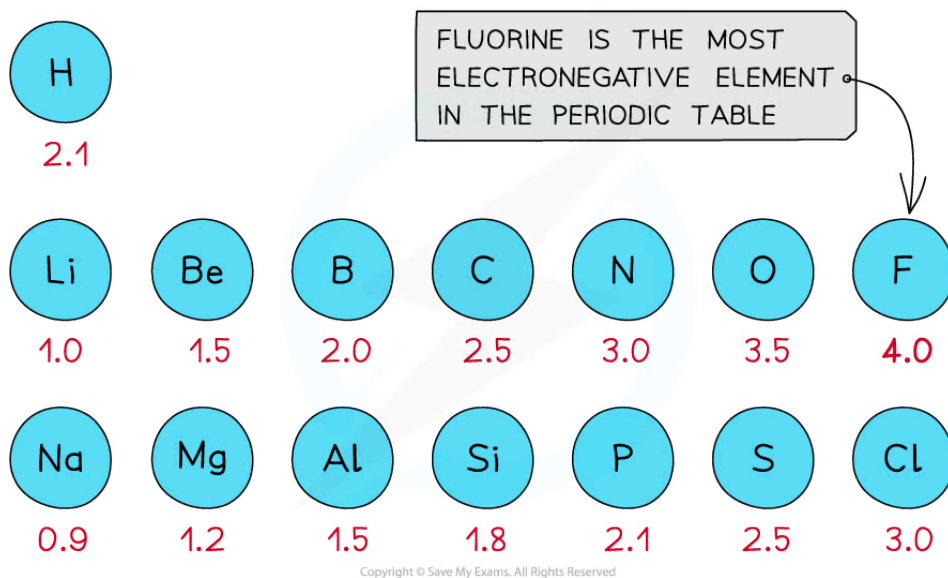 FLUORINE IS THE MOST
ELECTRONEGATIVE ELEMENT
IN THE PERIODIC TABLE
H
2.1
Li Be B C N O F
1.0 1.5 2.0 2.5 3.0 3.5 4.0
Na Mg Al Si P S Cl
0.9 1.2 1.5 1.8 2.1 2.5 3.0
Copyright © Save My Exams. All Rights Reserved